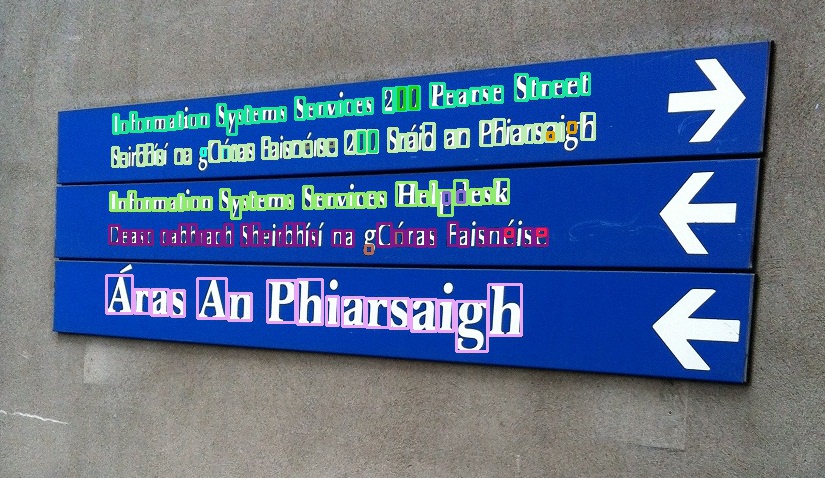 Information Systems Services 200 Pearse Street
Seirbhísí na gCóras Faisnéise 200 Sráid an Phiarsaigh
Information Systems Services Helpdesk
Deasc cabhrach Sheirbhísí na gCóras Faisnéise
Áras An Phiarsaigh